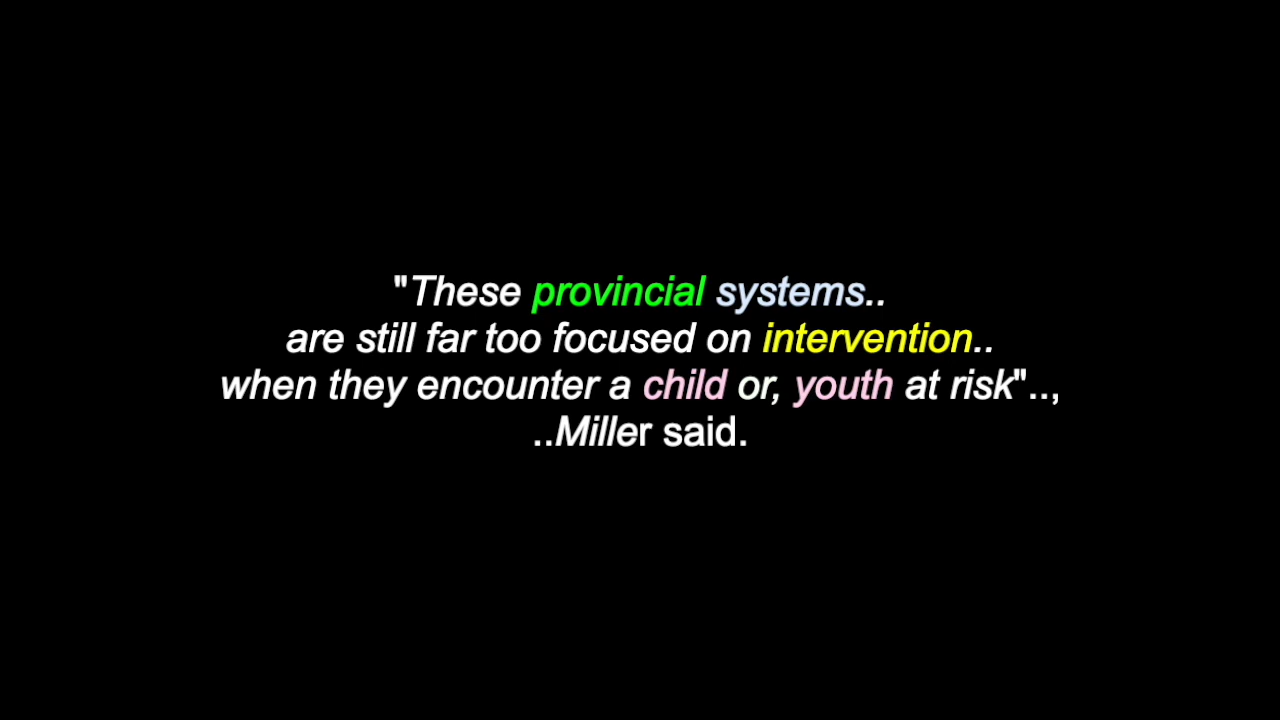 "These provincial systems..
are still far too focused on intervention..
when they encounter a child or, youth at risk"..,
..Miller said.